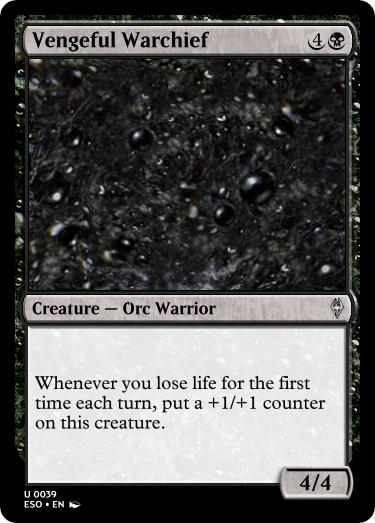 Vengeful Warchief 4
Creature — Orc Warrior
Whenever you lose life for the first
time each turn, put a +1/+1 counter
on this creature.
4/4
U 0039
ESO • EN